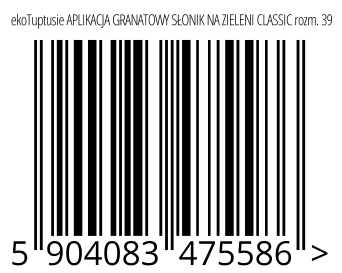 ekoTuptusie APLIKACJA GRANATOWY SŁONIK NA ZIELENI CLASSIC rozm. 39
5 904083 475586 >